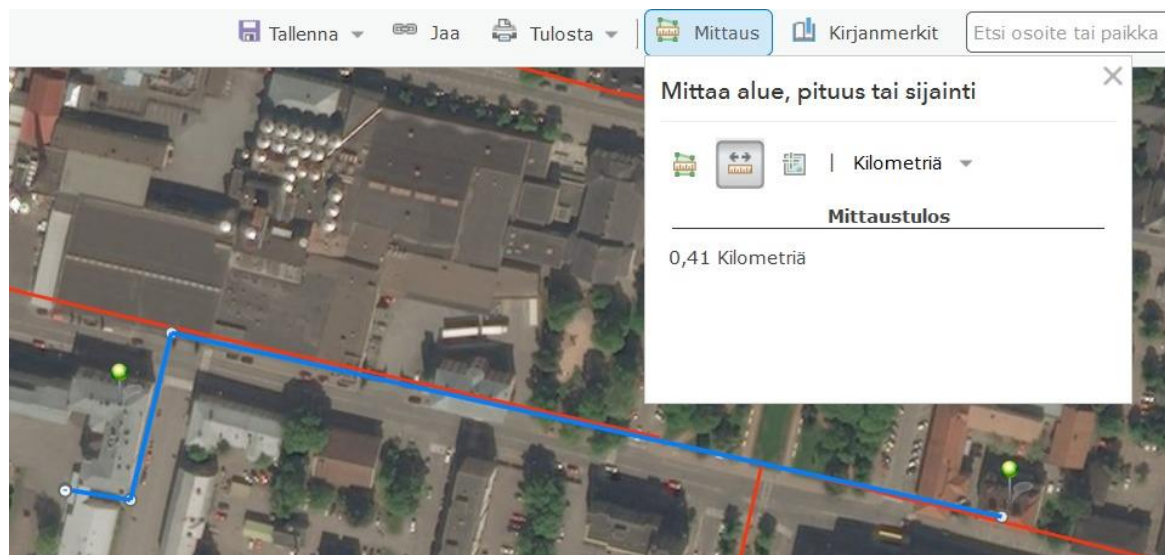 Tallenna Jaa Tulosta | Mittaus Kirjanmerkit Etsi osoite tai paikka
Mittaa alue, pituus tai sijainti
| Kilometriä
Mittaustulos
0,41 Kilometriä